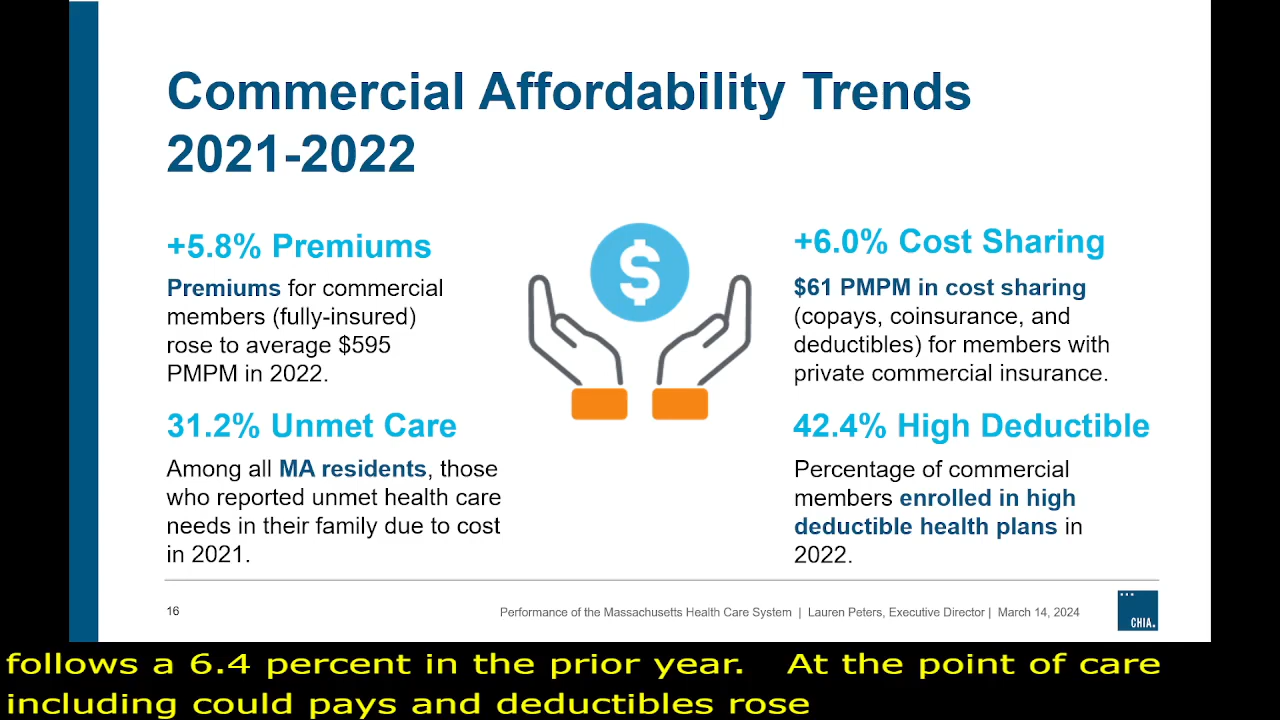 Commercial Affordability Trends
2021-2022
+5.8% Premiums
Premiums for commercial
members (fully-insured)
rose to average $595
PMPM in 2022.
31.2% Unmet Care
Among all MA residents, those
who reported unmet health care
needs in their family due to cost
in 2021.
$
+6.0% Cost Sharing
$61 PMPM in cost sharing
(copays, coinsurance, and
deductibles) for members with
private commercial insurance.
42.4% High Deductible
Percentage of commercial
members enrolled in high
deductible health plans in
2022.
16
Performance of the Massachusetts Health Care System | Lauren Peters, Executive Director | March 14, 2024
CHIA.
follows a 6.4 percent in the prior year. At the point of care
including could pays and deductibles rose